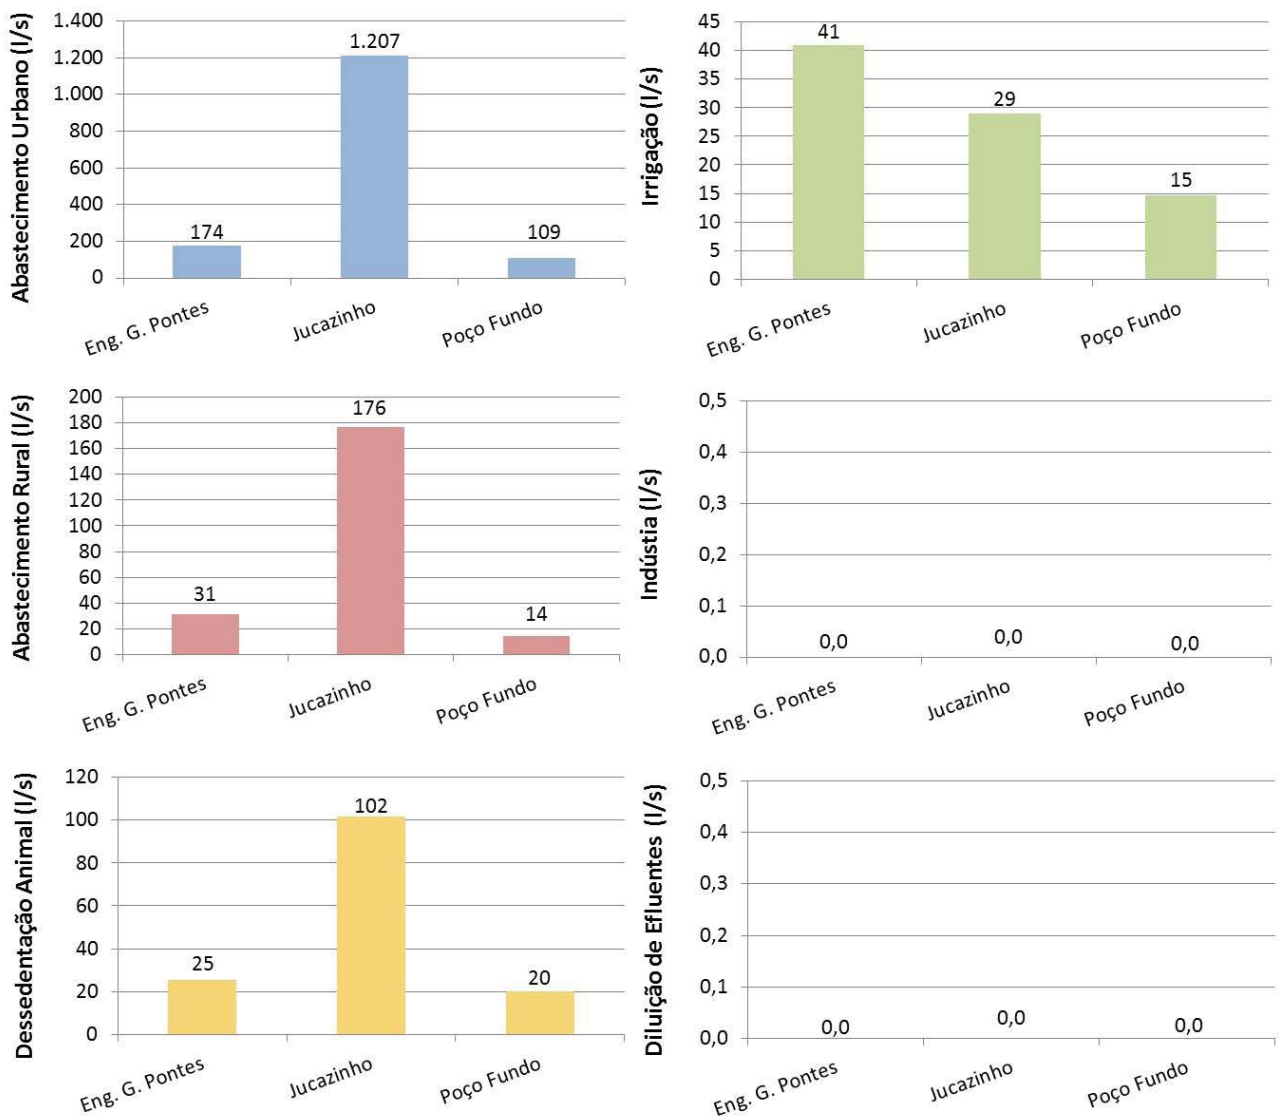 Abastecimento Urbano (l/s)
1.400
1.200
1.000
800
600
400
200
0
174
1.207
109
Eng. G. Pontes
Jucazinho
Poço Fundo
Irrigação (l/s)
45
40
35
30
25
20
15
10
5
0
41
29
15
Eng. G. Pontes
Jucazinho
Poço Fundo
Abastecimento Rural (l/s)
200
180
160
140
120
100
80
60
40
20
0
31
176
14
Eng. G. Pontes
Jucazinho
Poço Fundo
Indústia (l/s)
0,5
0,4
0,3
0,2
0,1
0,0
0,0
0,0
0,0
Eng. G. Pontes
Jucazinho
Poço Fundo
Dessedentação Animal (l/s)
120
100
80
60
40
20
0
25
102
20
Eng. G. Pontes
Jucazinho
Poço Fundo
Diluição de Efluentes (l/s)
0,5
0,4
0,3
0,2
0,1
0,0
0,0
0,0
0,0
Eng. G. Pontes
Jucazinho
Poço Fundo